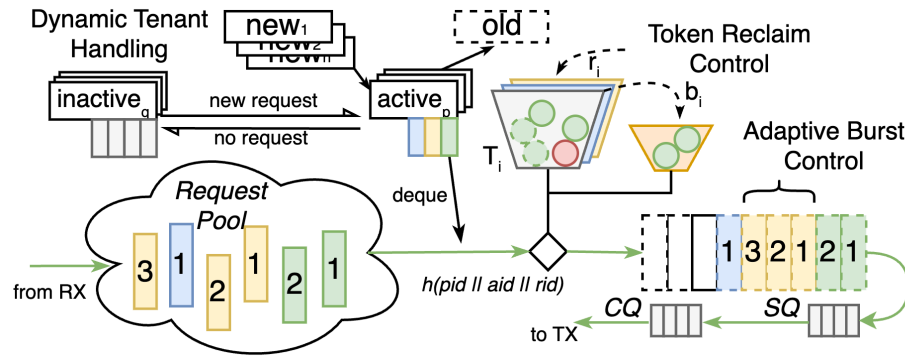 Dynamic Tenant
Handling
new₁
new₂
newₙ
old
Token Reclaim
Control
rᵢ
bᵢ
inactive_q
new request
no request
active_p
Tᵢ
Adaptive Burst
Control
Request
Pool
deque
3
1
2
1
2
1
1
3
2
1
2
1
from RX
h(pid || aid || rid)
to TX
CQ
SQ